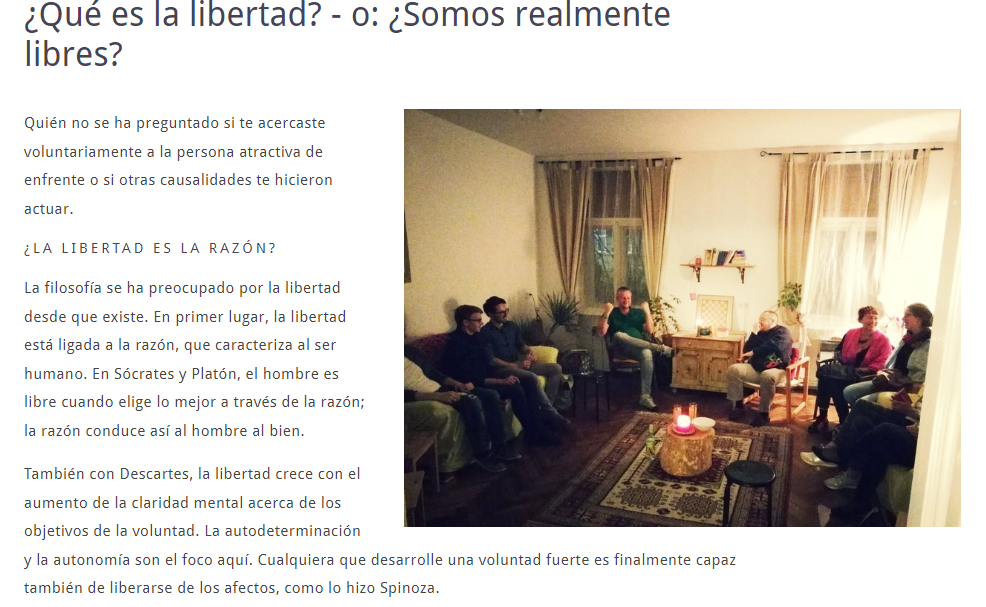 ¿Qué es la libertad? - o: ¿Somos realmente
libres?
Quién no se ha preguntado si te acercaste
voluntariamente a la persona atractiva de
enfrente o si otras causalidades te hicieron
actuar.
¿LA LIBERTAD ES LA RAZÓN?
La filosofía se ha preocupado por la libertad
desde que existe. En primer lugar, la libertad
está ligada a la razón, que caracteriza al ser
humano. En Sócrates y Platón, el hombre es
libre cuando elige lo mejor a través de la razón;
la razón conduce así al hombre al bien.
También con Descartes, la libertad crece con el
aumento de la claridad mental acerca de los
objetivos de la voluntad. La autodeterminación
y la autonomía son el foco aquí. Cualquiera que desarrolle una voluntad fuerte es finalmente capaz
también de liberarse de los afectos, como lo hizo Spinoza.